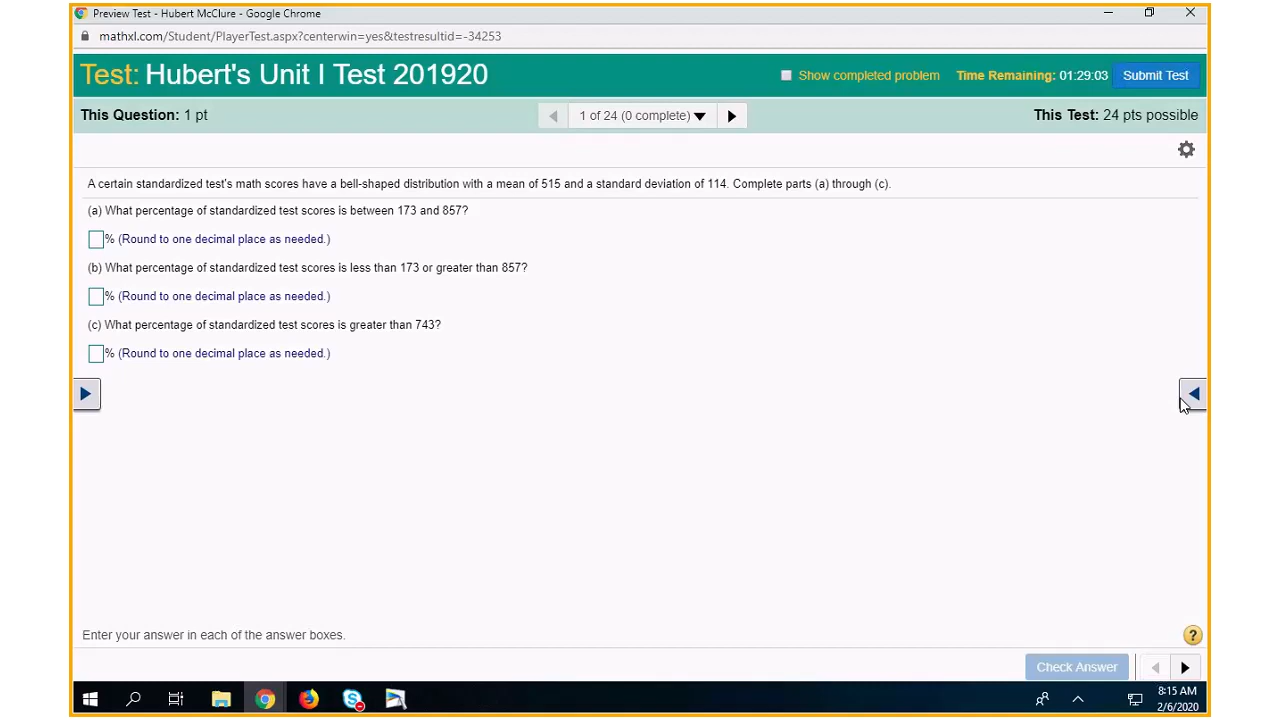 Preview Test - Hubert McClure - Google Chrome
mathxl.com/Student/PlayerTest.aspx?centerwin=yes&testresultid=-34253
Test: Hubert's Unit I Test 201920
Show completed problem
Time Remaining: 01:29:03
Submit Test
This Question: 1 pt
1 of 24 (0 complete)
This Test: 24 pts possible
A certain standardized test's math scores have a bell-shaped distribution with a mean of 515 and a standard deviation of 114. Complete parts (a) through (c).
(a) What percentage of standardized test scores is between 173 and 857?
% (Round to one decimal place as needed.)
(b) What percentage of standardized test scores is less than 173 or greater than 857?
% (Round to one decimal place as needed.)
(c) What percentage of standardized test scores is greater than 743?
% (Round to one decimal place as needed.)
Enter your answer in each of the answer boxes.
?
Check Answer
8:15 AM
2/6/2020